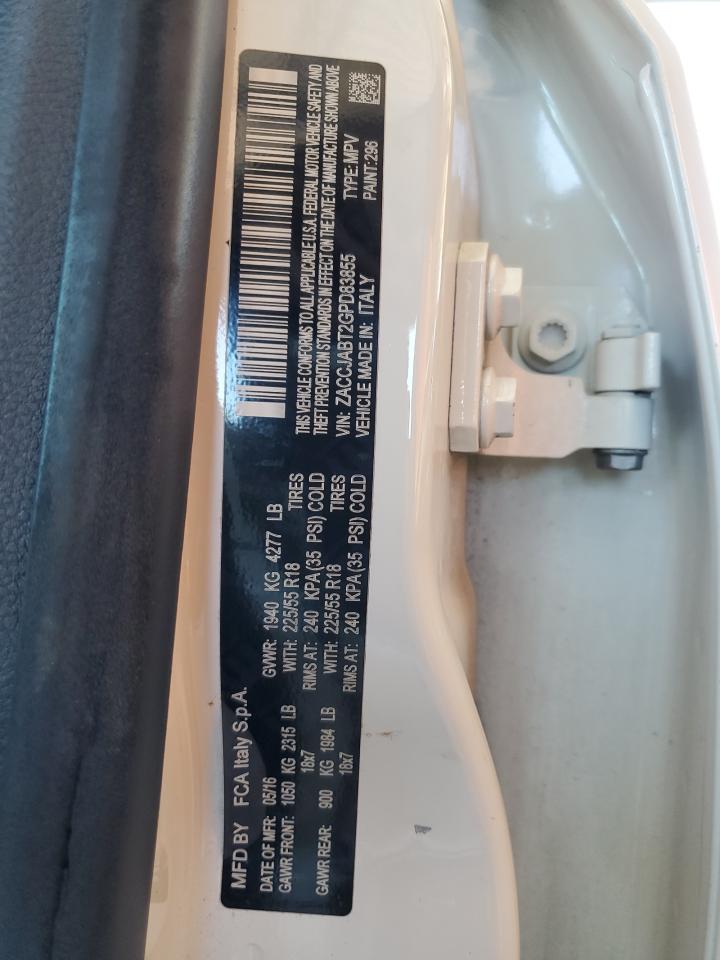 MFD BY FCA Italy S.p.A.
DATE OF MFR: 05/16 GVWR: 1940 KG 4277 LB
GAWR FRONT: 1050 KG 2315 LB WITH: 225/55 R18 TIRES
18x7 RIMS AT: 240 KPA(35 PSI) COLD
GAWR REAR: 900 KG 1984 LB WITH: 225/55 R18 TIRES
18x7 RIMS AT: 240 KPA(35 PSI) COLD
THIS VEHICLE CONFORMS TO ALL APPLICABLE U.S.A. FEDERAL MOTOR VEHICLE SAFETY AND
THEFT PREVENTION STANDARDS IN EFFECT ON THE DATE OF MANUFACTURE SHOWN ABOVE
VIN: ZACCJABT2GPD83855 TYPE: MPV
VEHICLE MADE IN: ITALY PAINT: 296